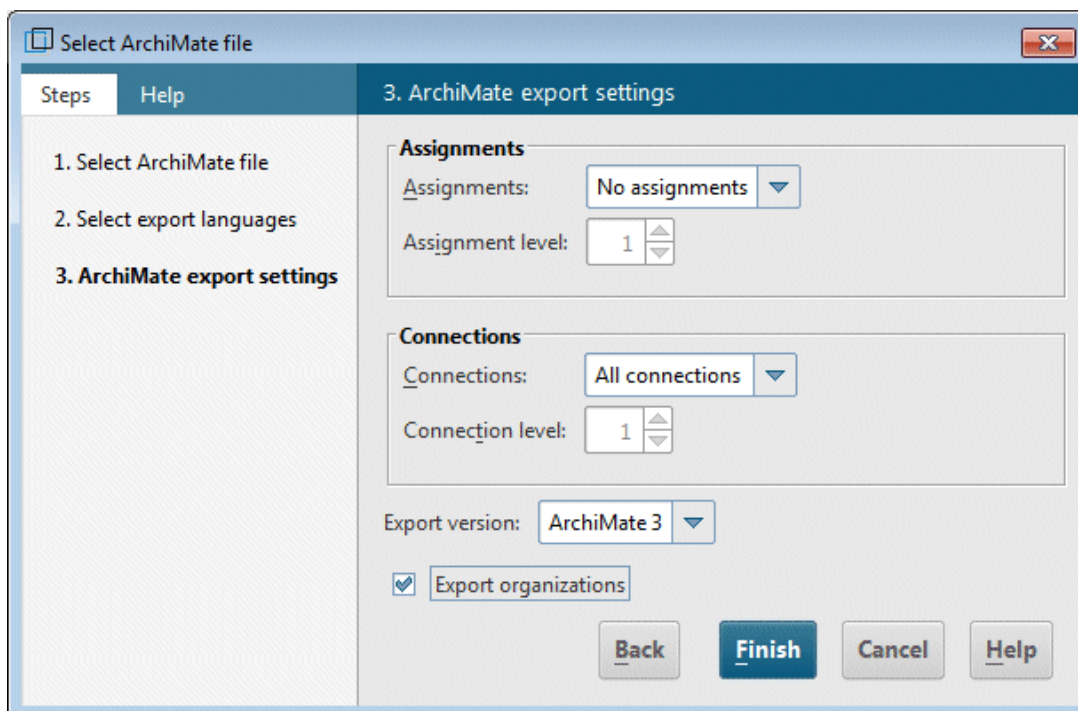 Select ArchiMate file
Steps
Help
3. ArchiMate export settings
1. Select ArchiMate file
2. Select export languages
3. ArchiMate export settings
Assignments
Assignments: No assignments
Assignment level: 1
Connections
Connections: All connections
Connection level: 1
Export version: ArchiMate 3
Export organizations
Back Finish Cancel Help